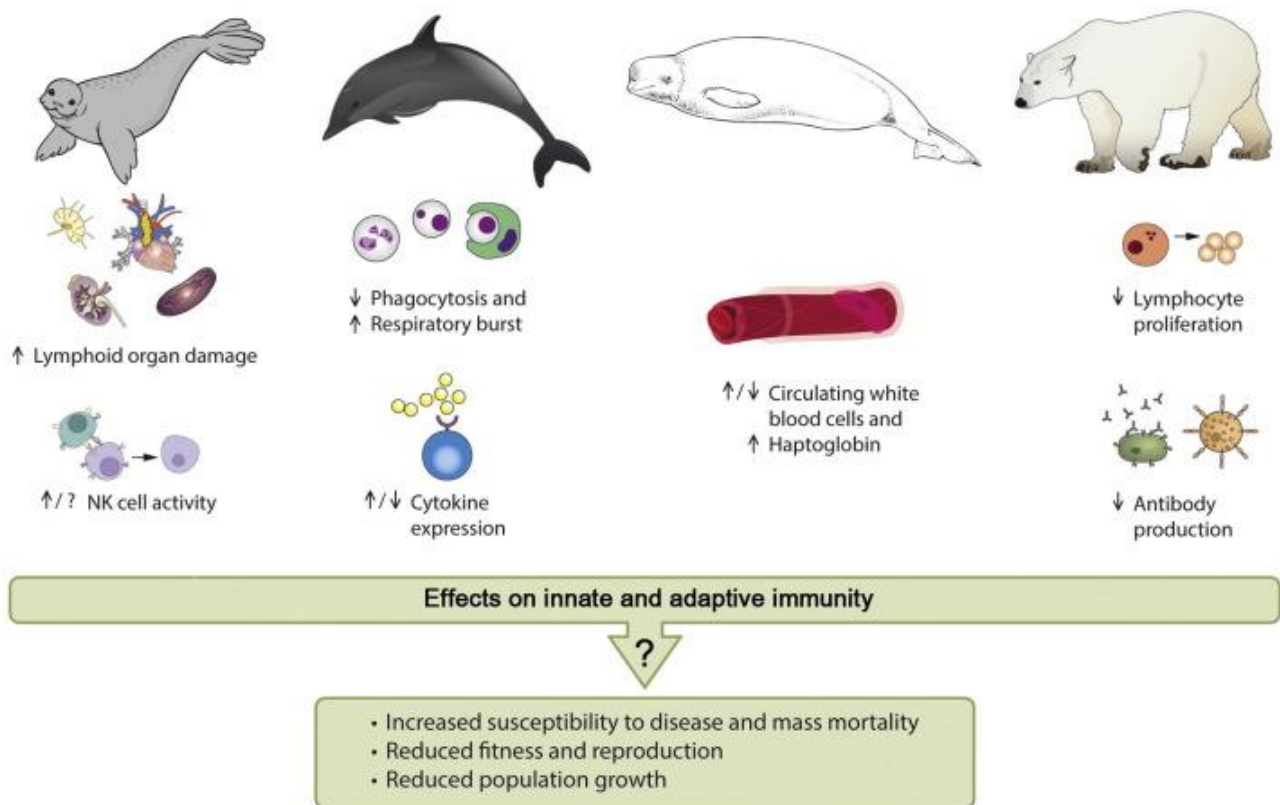 ↑ Lymphoid organ damage
↑/? NK cell activity
↓ Phagocytosis and
↑ Respiratory burst
↑/↓ Cytokine
expression
↑/↓ Circulating white
blood cells and
↑ Haptoglobin
↓ Lymphocyte
proliferation
↓ Antibody
production
Effects on innate and adaptive immunity
?
• Increased susceptibility to disease and mass mortality
• Reduced fitness and reproduction
• Reduced population growth